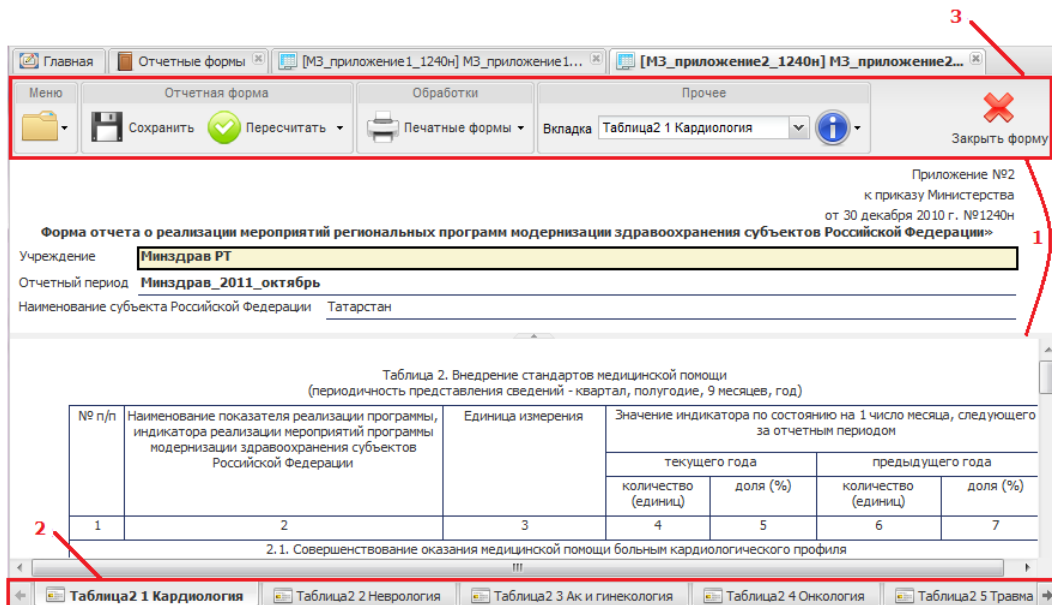 3
Главная Отчетные формы [МЗ_приложение1_1240н] МЗ_приложение1... [МЗ_приложение2_1240н] МЗ_приложение2...
Меню Отчетная форма Обработки Прочее
Сохранить Пересчитать Печатные формы Вкладка Таблица2 1 Кардиология Закрыть форму
Приложение №2
к приказу Министерства
от 30 декабря 2010 г. №1240н
Форма отчета о реализации мероприятий региональных программ модернизации здравоохранения субъектов Российской Федерации»
1
Учреждение Минздрав РТ
Отчетный период Минздрав_2011_октябрь
Наименование субъекта Российской Федерации Татарстан
Таблица 2. Внедрение стандартов медицинской помощи
(периодичность представления сведений - квартал, полугодие, 9 месяцев, год)
№ п/п Наименование показателя реализации программы, Единица измерения Значение индикатора по состоянию на 1 число месяца, следующего
индикатора реализации мероприятий программы за отчетным периодом
модернизации здравоохранения субъектов
Российской Федерации текущего года предыдущего года
количество доля (%) количество доля (%)
(единиц) (единиц)
1 2 3 4 5 6 7
2
2.1. Совершенствование оказания медицинской помощи больным кардиологического профиля
Таблица2 1 Кардиология Таблица2 2 Неврология Таблица2 3 Ак и гинекология Таблица2 4 Онкология Таблица2 5 Травма